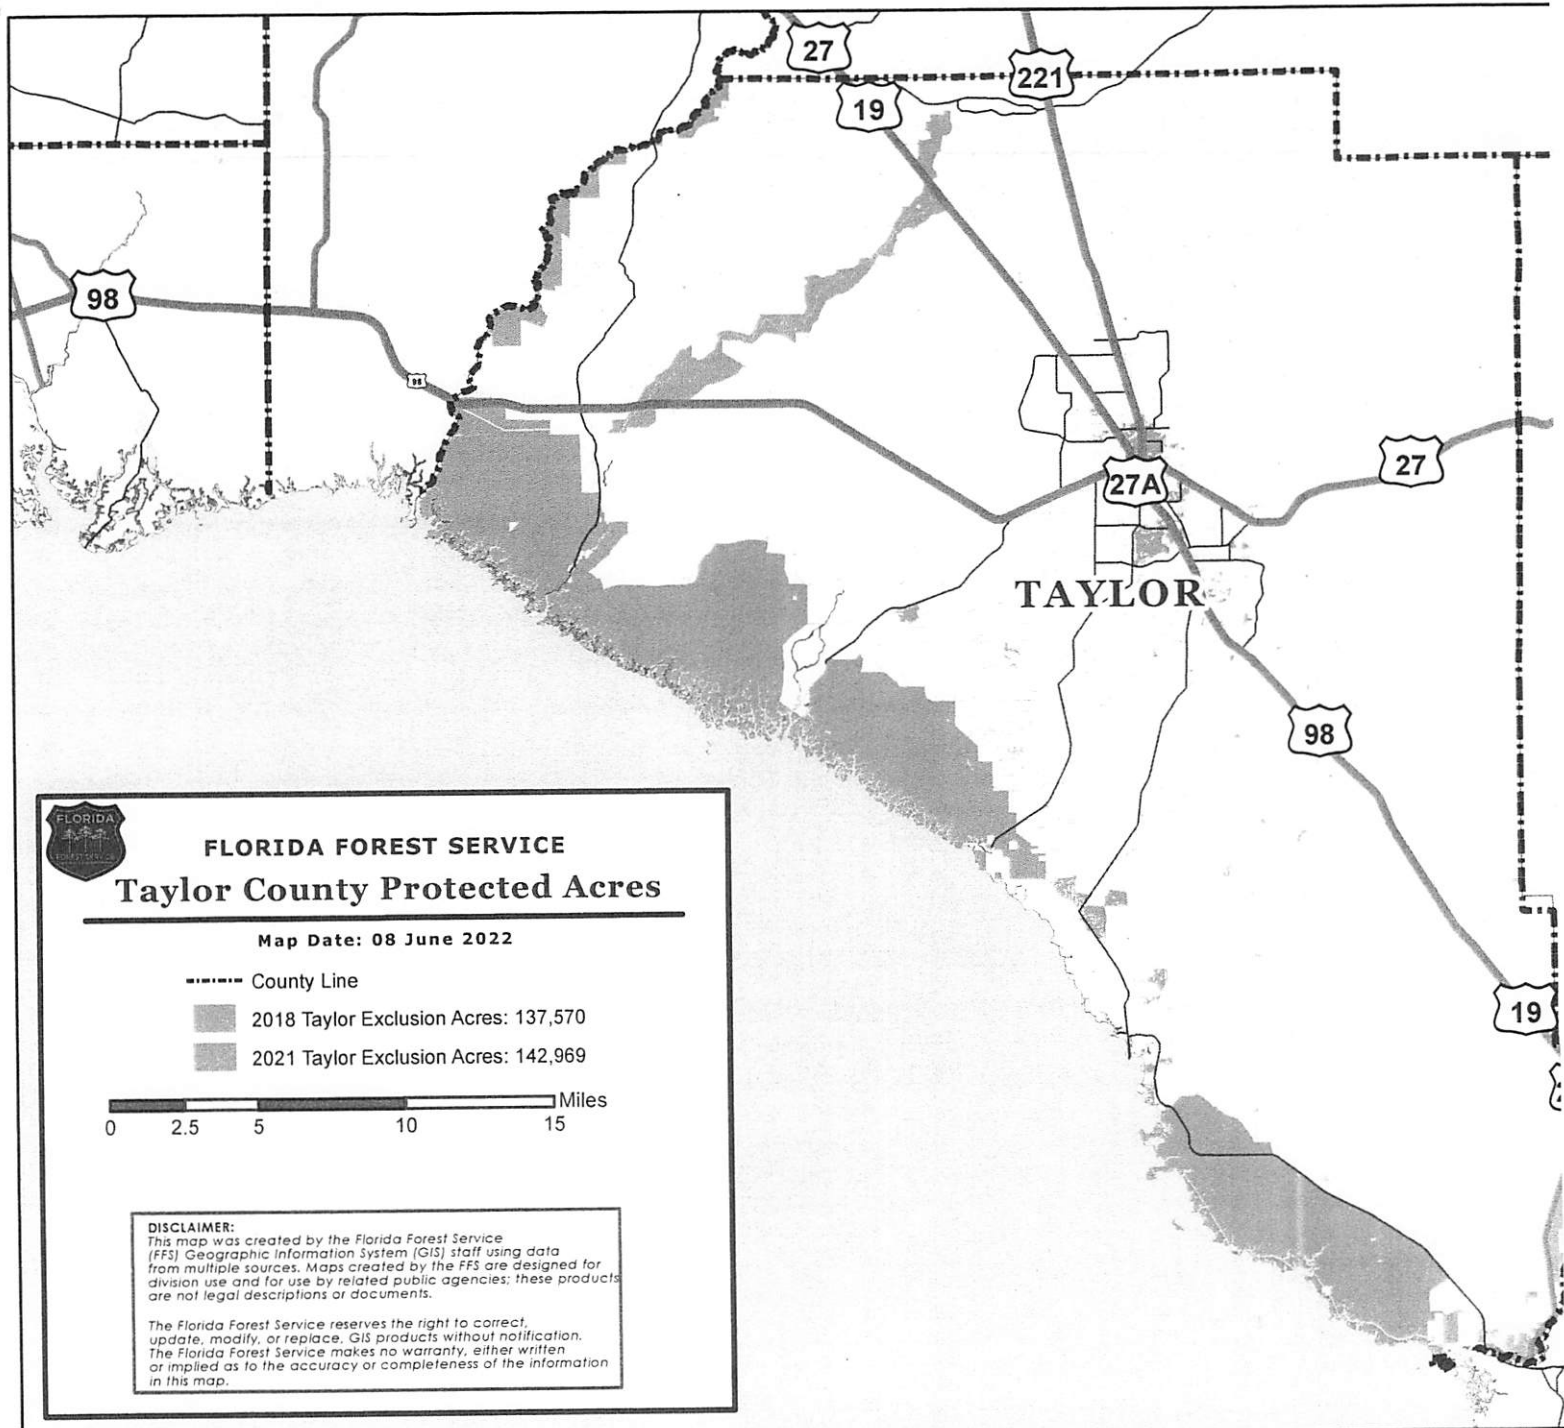 27
221
19
98
98
27
27A
TAYLOR
98
19
FLORIDA
FOREST SERVICE
FLORIDA FOREST SERVICE
Taylor County Protected Acres
Map Date: 08 June 2022
County Line
2018 Taylor Exclusion Acres: 137,570
2021 Taylor Exclusion Acres: 142,969
Miles
0 2.5 5 10 15
DISCLAIMER:
This map was created by the Florida Forest Service
(FFS) Geographic Information System (GIS) staff using data
from multiple sources. Maps created by the FFS are designed for
division use and for use by related public agencies; these products
are not legal descriptions or documents.
The Florida Forest Service reserves the right to correct,
update, modify, or replace, GIS products without notification.
The Florida Forest Service makes no warranty, either written
or implied as to the accuracy or completeness of the information
in this map.